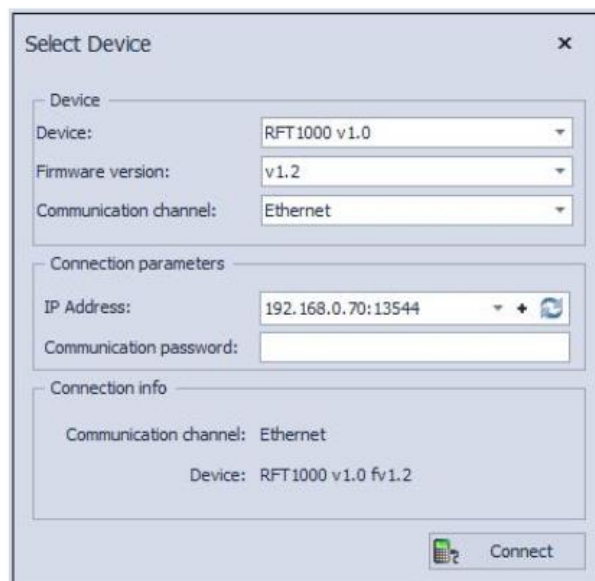 Select Device
Device
Device: RFT1000 v1.0
Firmware version: v1.2
Communication channel: Ethernet
Connection parameters
IP Address: 192.168.0.70:13544
Communication password:
Connection info
Communication channel: Ethernet
Device: RFT1000 v1.0 fv1.2
Connect